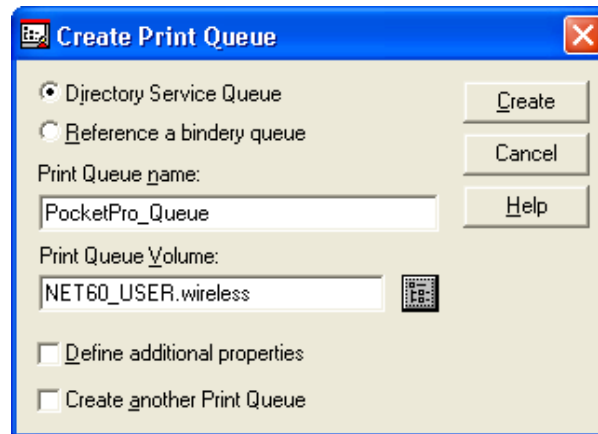 Create Print Queue
Directory Service Queue
Reference a bindery queue
Print Queue name:
PocketPro_Queue
Print Queue Volume:
NET60_USER.wireless
Define additional properties
Create another Print Queue
Create
Cancel
Help